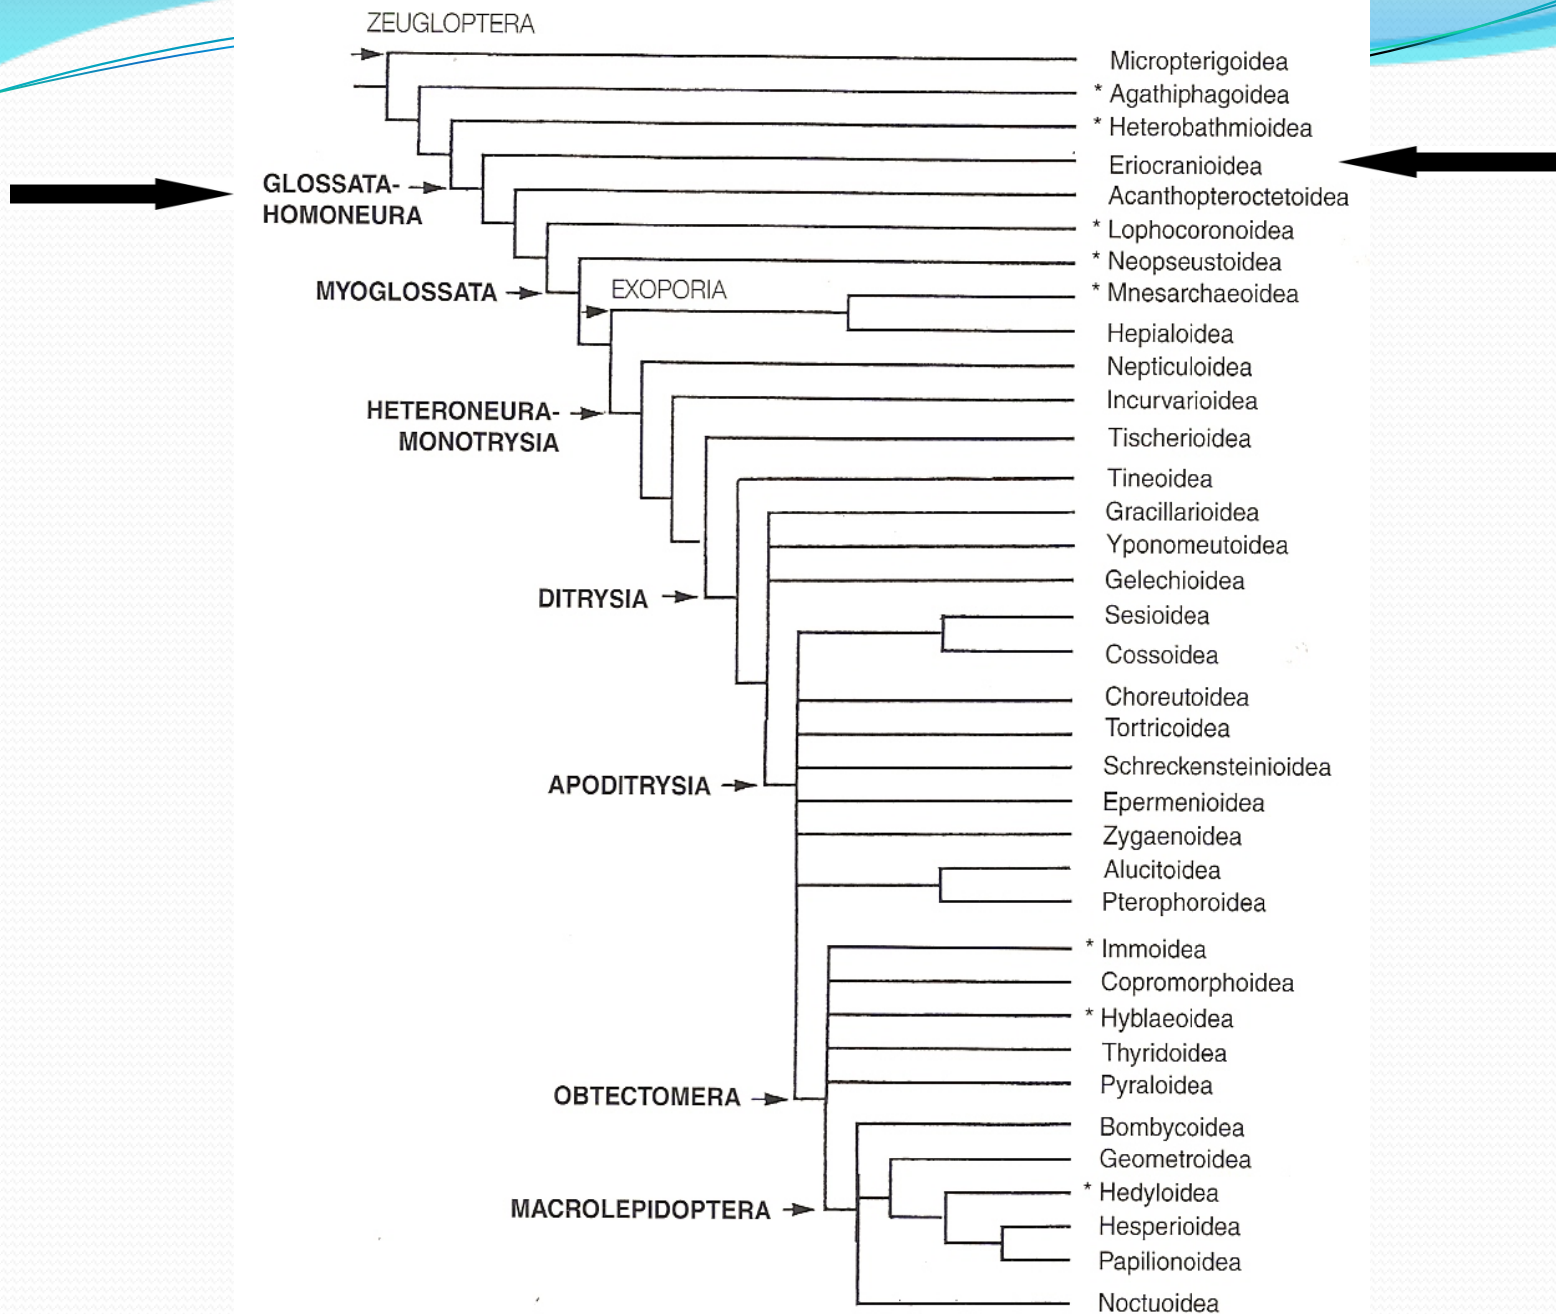 ZEUGLOPTERA
Micropterigoidea
* Agathiphagoidea
* Heterobathmioidea
Eriocranioidea
GLOSSATA-
HOMONEURA
Acanthopteroctetoidea
* Lophocoronoidea
* Neopseustoidea
MYOGLOSSATA
EXOPORIA
* Mnesarchaeoidea
Hepialoidea
Nepticuloidea
Incurvarioidea
HETERONEURA-
MONOTRYSIA
Tischerioidea
Tineoidea
Gracillarioidea
Yponomeutoidea
Gelechioidea
DITRYSIA
Sesioidea
Cossoidea
Choreutoidea
Tortricoidea
Schreckensteinioidea
APODITRYSIA
Epermenioidea
Zygaenoidea
Alucitoidea
Pterophoroidea
* Immoidea
Copromorphoidea
* Hyblaeoidea
Thyridoidea
Pyraloidea
OBTECTOMERA
Bombycoidea
Geometroidea
* Hedyloidea
MACROLEPIDOPTERA
Hesperioidea
Papilionoidea
Noctuoidea